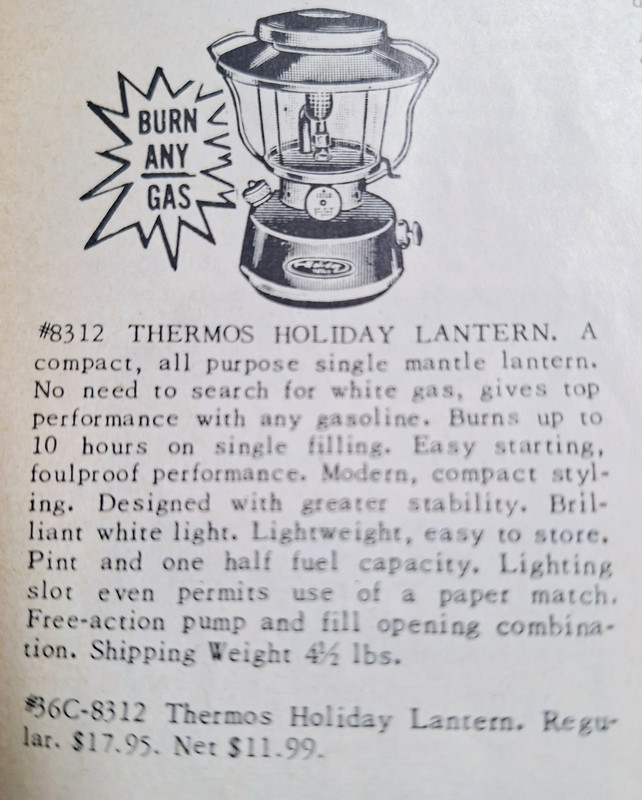 BURN
ANY
GAS
#8312 THERMOS HOLIDAY LANTERN. A
compact, all purpose single mantle lantern.
No need to search for white gas, gives top
performance with any gasoline. Burns up to
10 hours on single filling. Easy starting,
foulproof performance. Modern, compact styl-
ing. Designed with greater stability. Bril-
liant white light. Lightweight, easy to store.
Pint and one half fuel capacity. Lighting
slot even permits use of a paper match.
Free-action pump and fill opening combina-
tion. Shipping Weight 4½ lbs.
#36C-8312 Thermos Holiday Lantern. Regu-
lar. $17.95. Net $11.99.